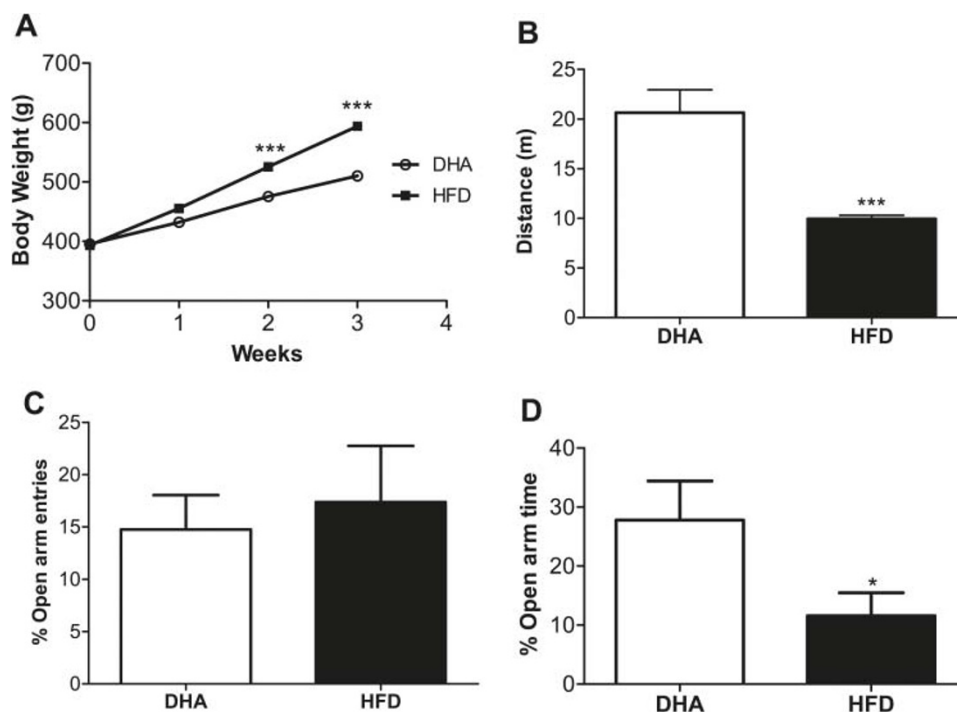 A
Body Weight (g)
700
600
500
400
300
***
***
DHA
HFD
0
1
2
3
4
Weeks
B
Distance (m)
25
20
15
10
5
0
***
DHA
HFD
C
% Open arm entries
25
20
15
10
5
0
DHA
HFD
D
% Open arm time
40
30
20
10
0
*
DHA
HFD